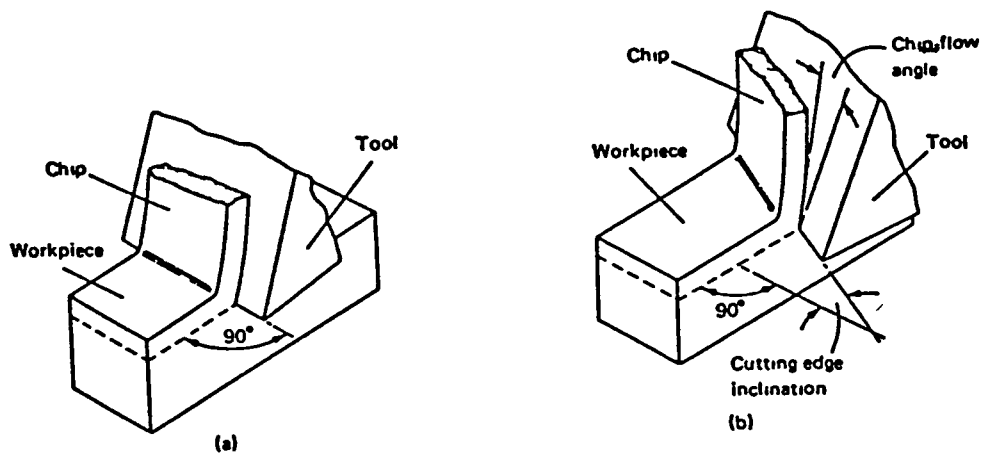 Chip
Tool
Workpiece
90°
(a)
Chip
Chip flow
angle
Workpiece
Tool
90°
Cutting edge
inclination
(b)